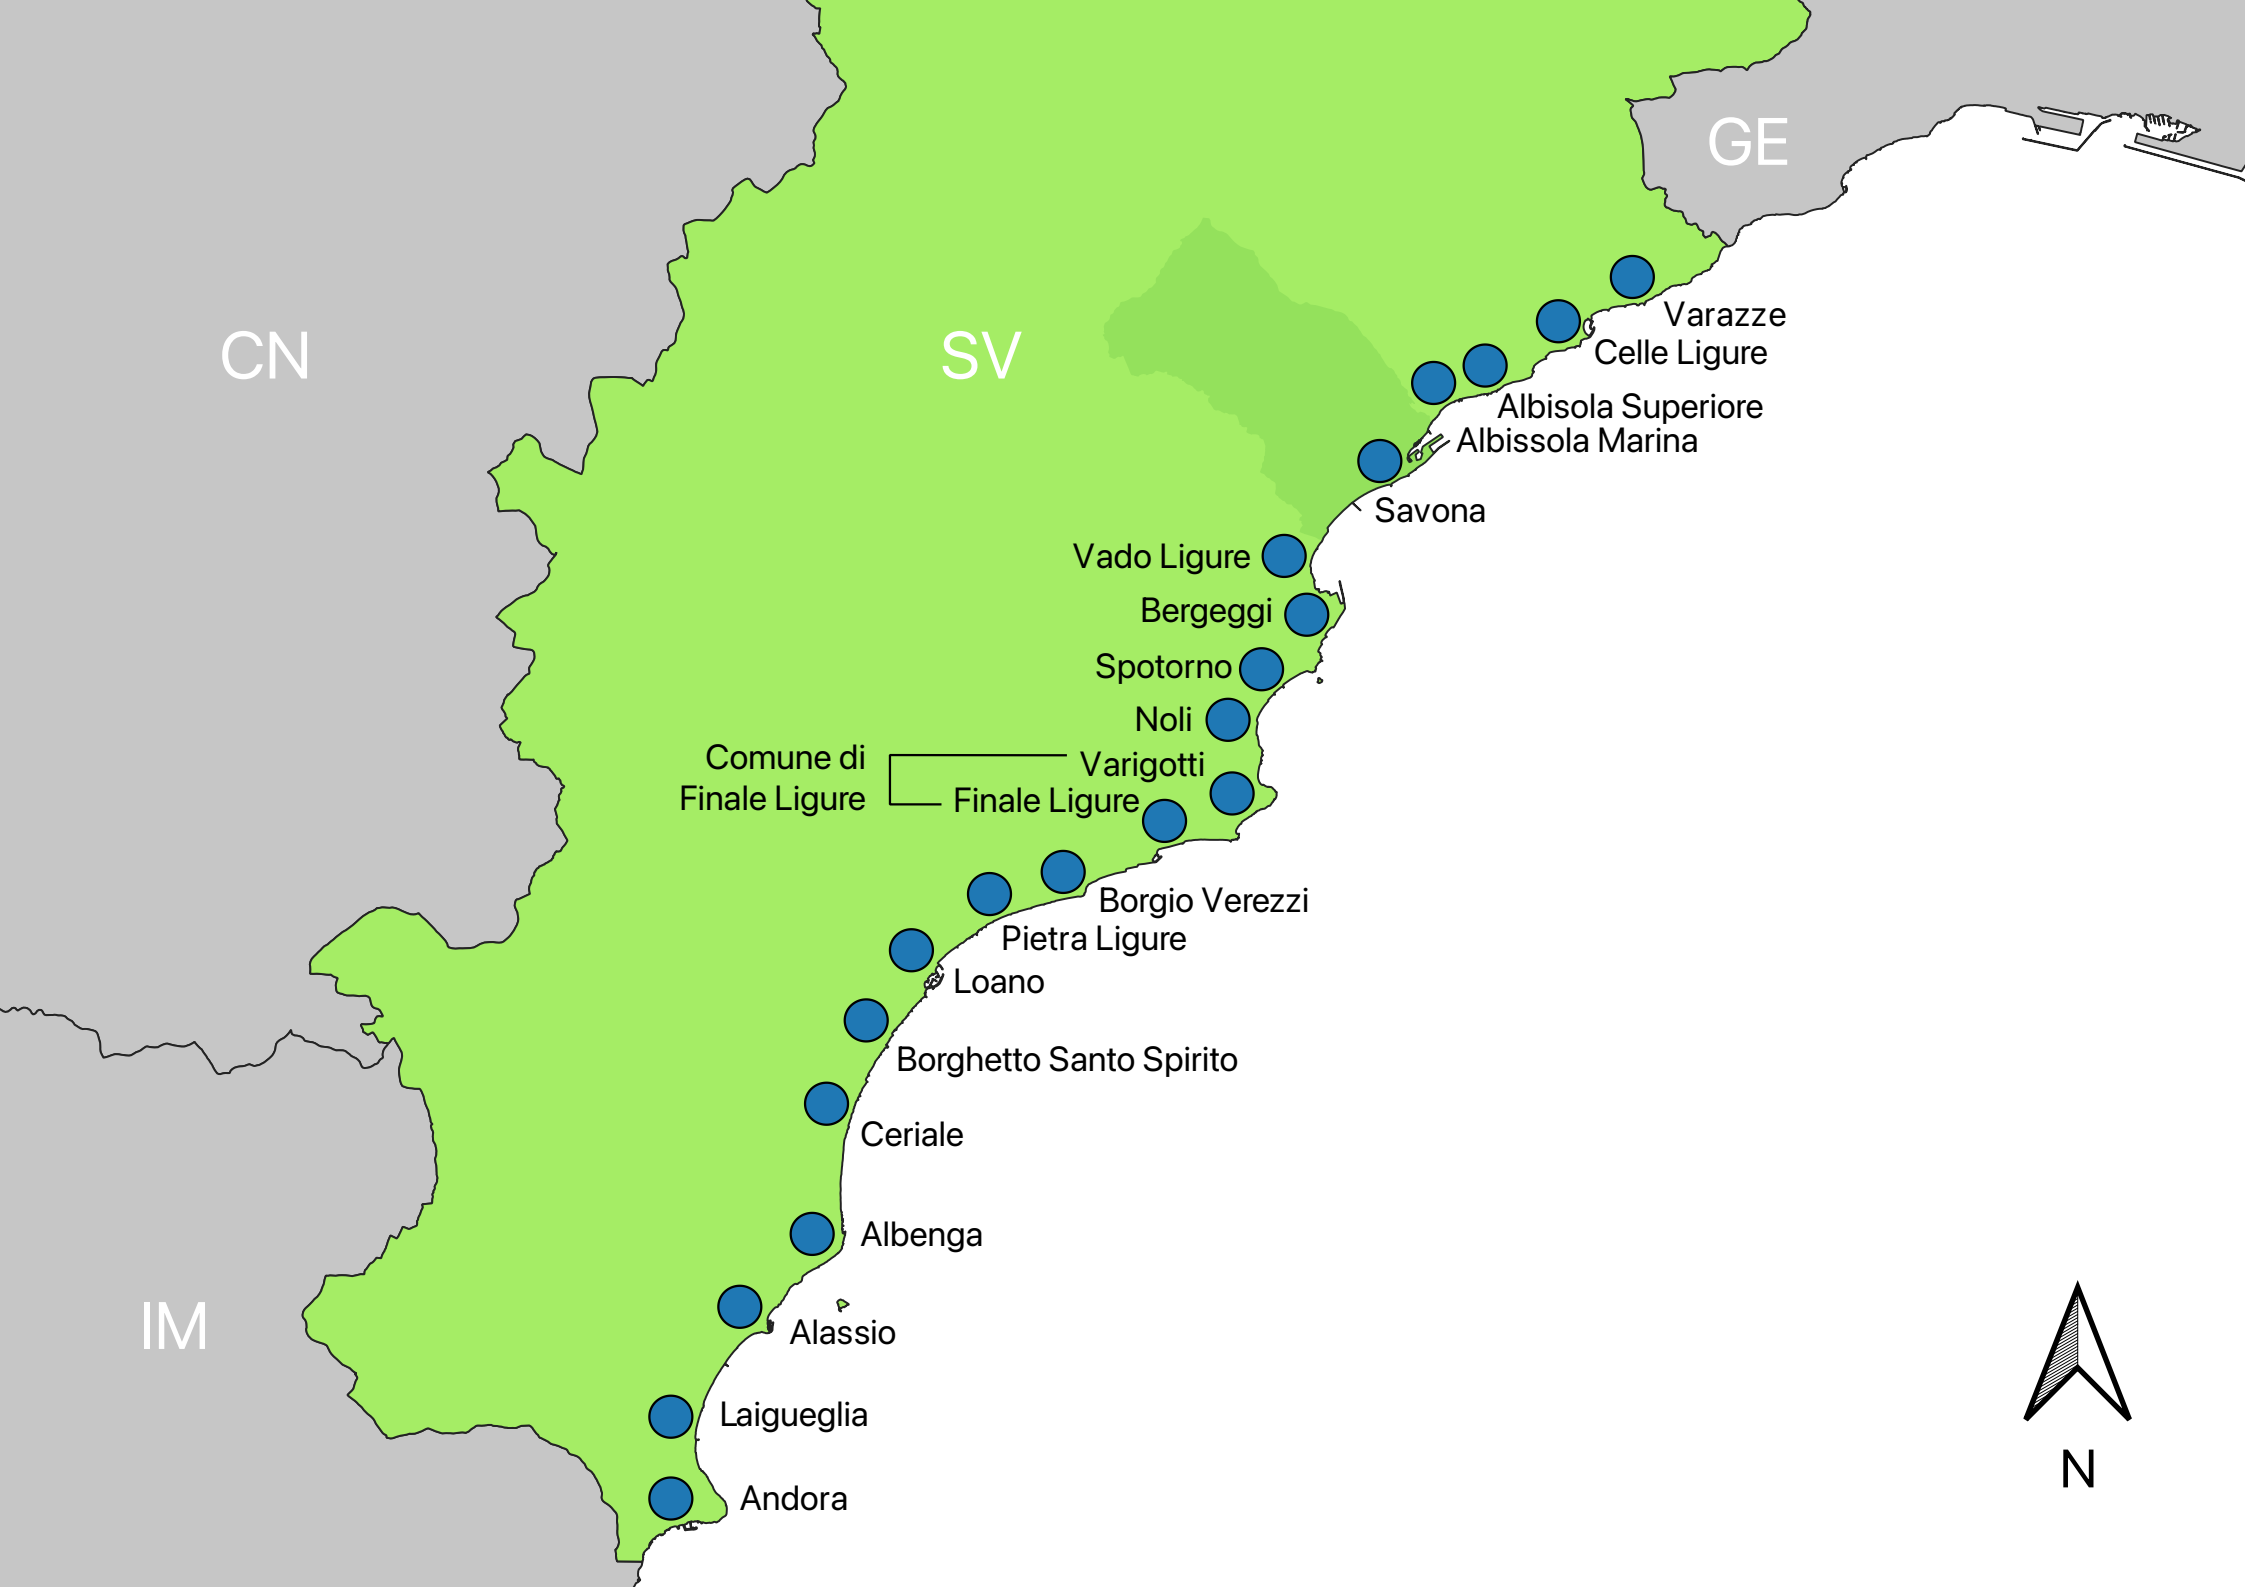 GE
CN
SV
Varazze
Celle Ligure
Albisola Superiore
Albissola Marina
Savona
Vado Ligure
Bergeggi
Spotorno
Noli
Comune di
Finale Ligure
Varigotti
Finale Ligure
Borgio Verezzi
Pietra Ligure
Loano
Borghetto Santo Spirito
Ceriale
Albenga
IM
Alassio
Laigueglia
Andora
N